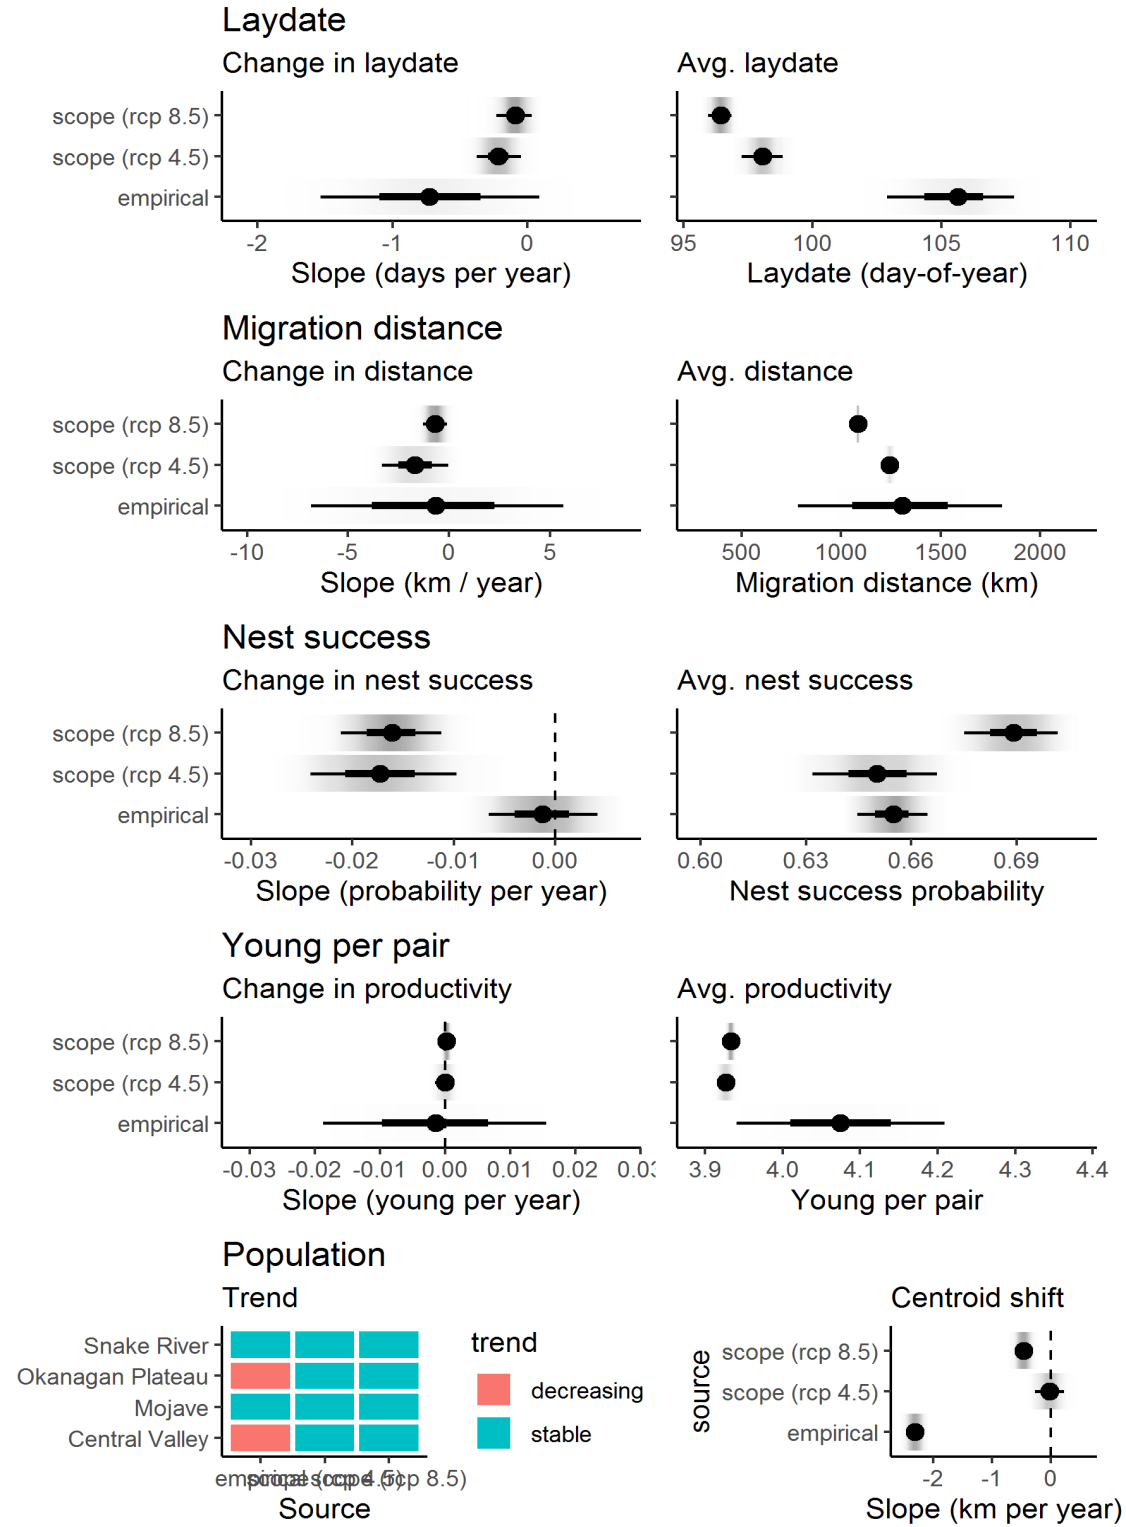 Laydate
Change in laydate
Avg. laydate
scope (rcp 8.5)
scope (rcp 4.5)
empirical
-2 -1 0
95 100 105 110
Slope (days per year)
Laydate (day-of-year)
Migration distance
Change in distance
Avg. distance
scope (rcp 8.5)
scope (rcp 4.5)
empirical
-10 -5 0 5
500 1000 1500 2000
Slope (km / year)
Migration distance (km)
Nest success
Change in nest success
Avg. nest success
scope (rcp 8.5)
scope (rcp 4.5)
empirical
-0.03 -0.02 -0.01 0.00
0.60 0.63 0.66 0.69
Slope (probability per year)
Nest success probability
Young per pair
Change in productivity
Avg. productivity
scope (rcp 8.5)
scope (rcp 4.5)
empirical
-0.03 -0.02 -0.01 0.00 0.01 0.02
3.9 4.0 4.1 4.2 4.3 4.4
Slope (young per year)
Young per pair
Population
Trend
Snake River
Okanagan Plateau
Mojave
Central Valley
empirical scope (rcp 4.5) scope (rcp 8.5)
Source
trend
decreasing
stable
Centroid shift
source
scope (rcp 8.5)
scope (rcp 4.5)
empirical
-2 -1 0
Slope (km per year)